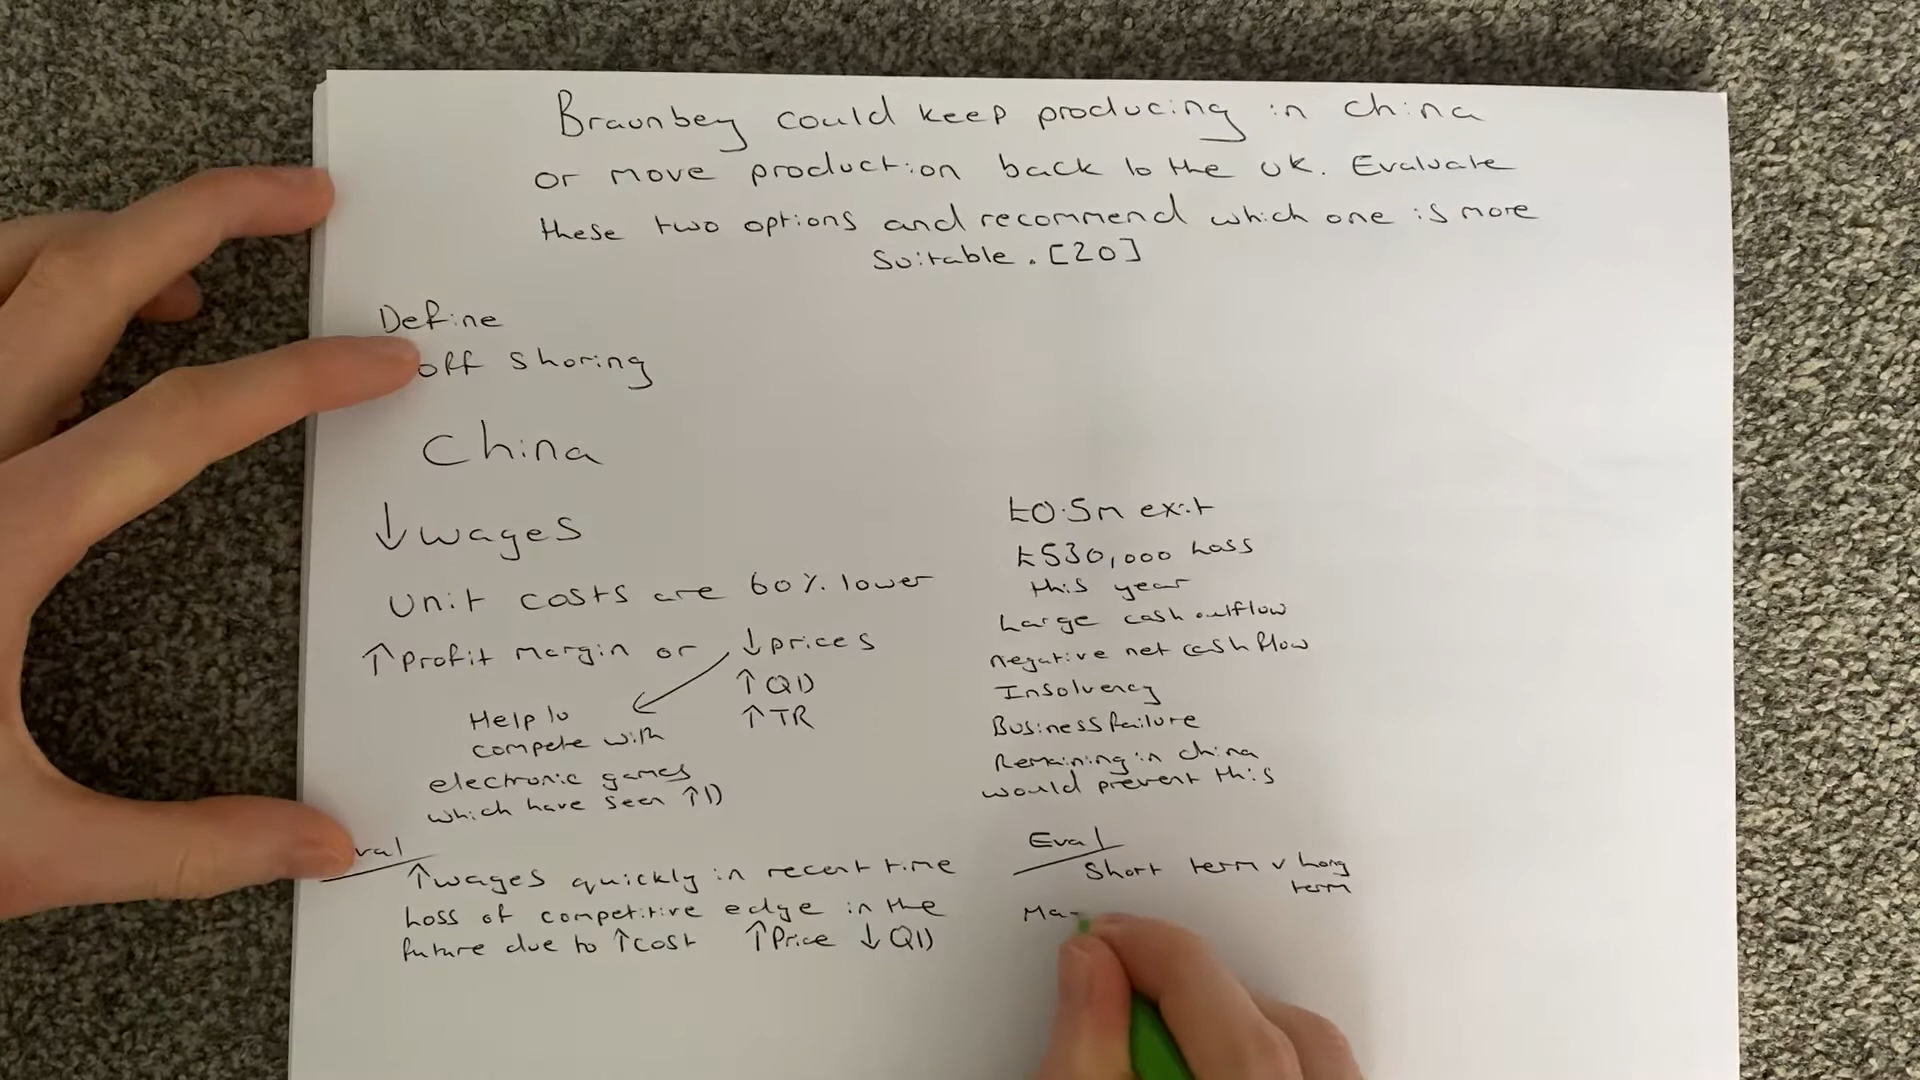 Braunbey could keep producing in china
or move production back to the UK. Evaluate
these two options and recommend which one is more
suitable. [20]
Define
off shoring
China
↓ wages
Unit costs are 60% lower
↑ profit margin or ↓ prices
↑ QD
↑ TR
Help to
compete with
electronic games
which have seen ↑ D
val
↑ wages quickly in recent time
Loss of competitive edge in the
future due to ↑ cost ↑ Price ↓ QD
£0.5m exit
£530,000 Loss
this year
Large cash outflow
negative net cash flow
Insolvency
Business failure
Remaining in china
would prevent this
Eval
Short term v Long
term
Ma